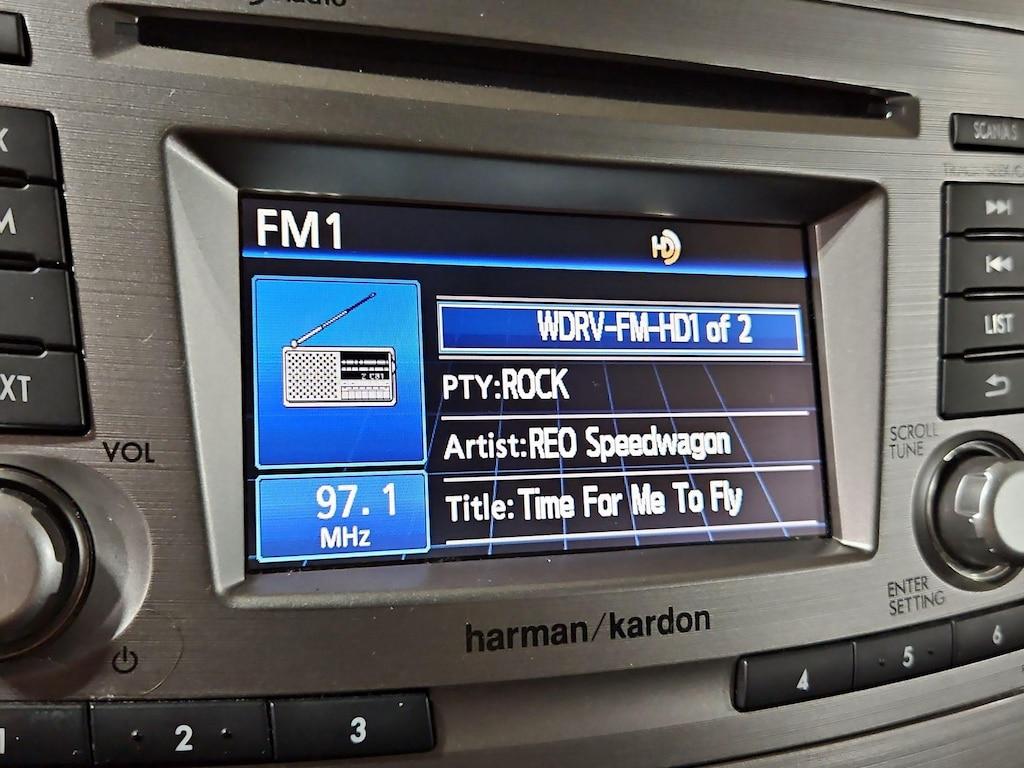 FM1
HD
WDRV-FM-HD1 of 2
PTY:ROCK
Artist:REO Speedwagon
Title:Time For Me To Fly
97.1
MHz
XT
VOL
SCAN/A.S
LIST
SCROLL
TUNE
ENTER
SETTING
harman/kardon
1
2
3
4
5
6